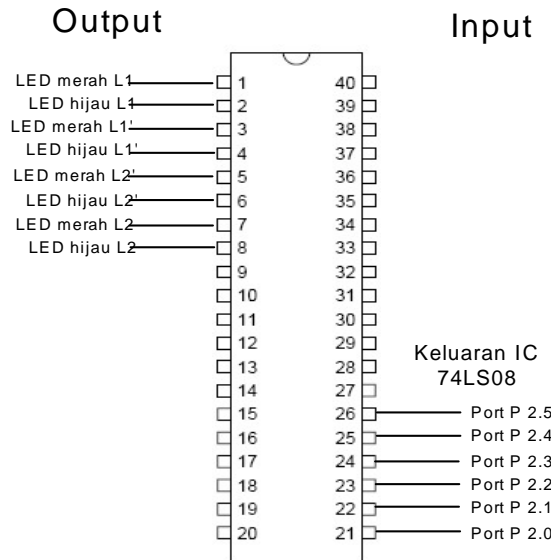 Output
Input
LED merah L1
LED hijau L1
LED merah L1'
LED hijau L1'
LED merah L2'
LED hijau L2'
LED merah L2
LED hijau L2
1
2
3
4
5
6
7
8
9
10
11
12
13
14
15
16
17
18
19
20
40
39
38
37
36
35
34
33
32
31
30
29
28
27
26
25
24
23
22
21
Keluaran IC
74LS08
Port P 2.5
Port P 2.4
Port P 2.3
Port P 2.2
Port P 2.1
Port P 2.0